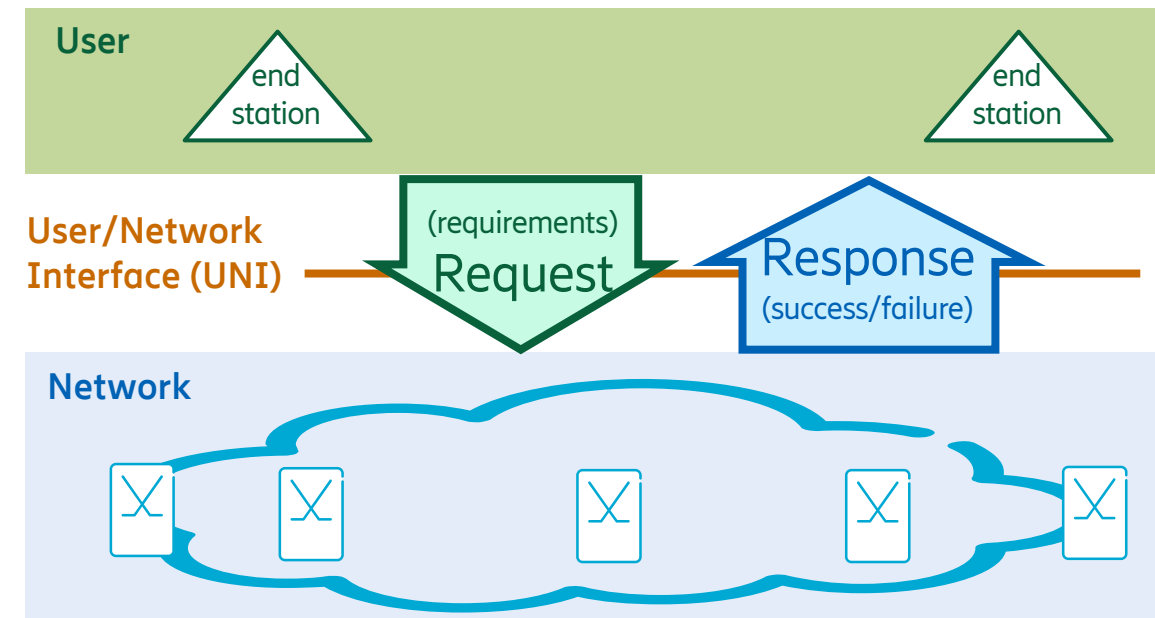 User
end
station
end
station
User/Network
Interface (UNI)
(requirements)
Request
Response
(success/failure)
Network